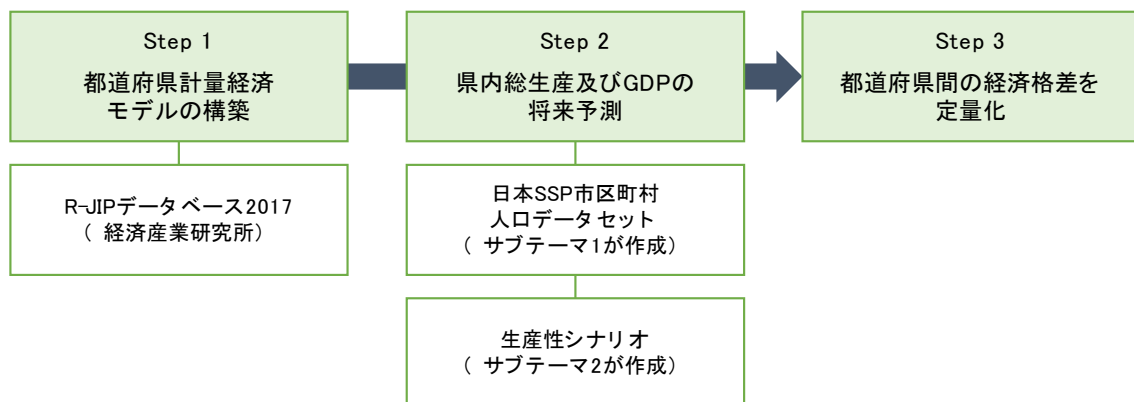 Step 1
都道府県計量経済
モデルの構築
R-JIPデータベース2017
( 経済産業研究所)
Step 2
県内総生産及びGDPの
将来予測
日本SSP市区町村
人口データセット
( サブテーマ1が作成)
生産性シナリオ
( サブテーマ2が作成)
Step 3
都道府県間の経済格差を
定量化